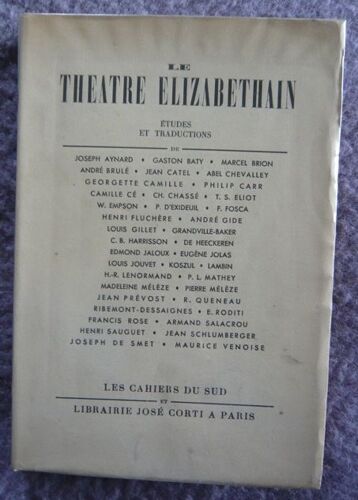 LE
THEATRE ELIZABETHAIN
ÉTUDES
ET TRADUCTIONS
DE
JOSEPH AYNARD • GASTON BATY • MARCEL BRION
ANDRÉ BRULÉ • JEAN CATEL • ABEL CHEVALLEY
GEORGETTE CAMILLE • PHILIP CARR
CAMILLE CÉ • CH. CHASSÉ • T. S. ELIOT
W. EMPSON • P. D'EXIDEUIL • F. FOSCA
HENRI FLUCHÈRE • ANDRÉ GIDE
LOUIS GILLET • GRANDVILLE-BAKER
C. B. HARRISSON • DE HEECKEREN
EDMOND JALOUX • EUGÈNE JOLAS
LOUIS JOUVET • KOSZUL • LAMBIN
H.-R. LENORMAND • P. L. MATHEY
MADELEINE MÉLÈZE • PIERRE MÉLÈZE
JEAN PRÉVOST • R. QUENEAU
RIBEMONT-DESSAIGNES • E. RODITI
FRANCIS ROSE • ARMAND SALACROU
HENRI SAUGUET • JEAN SCHLUMBERGER
JOSEPH DE SMET • MAURICE VENOISE
LES CAHIERS DU SUD
ET
LIBRAIRIE JOSÉ CORTI A PARIS